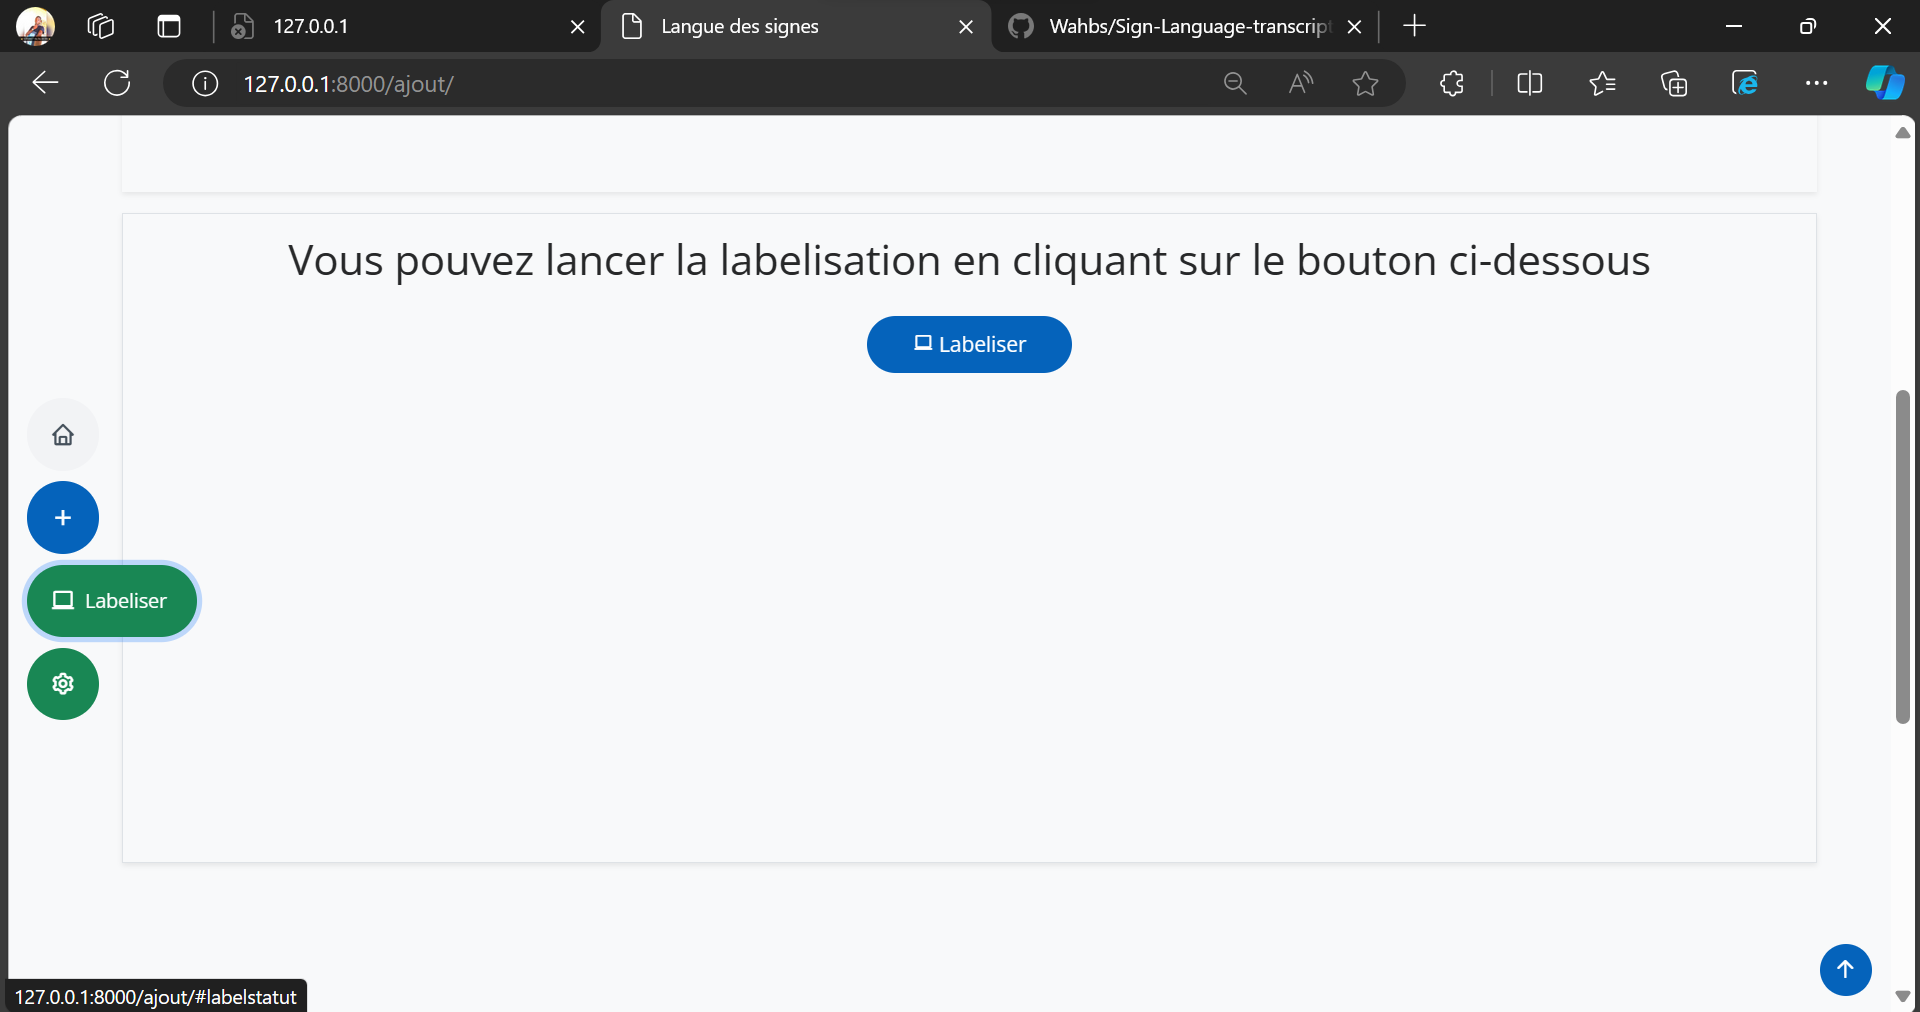 127.0.0.1
Langue des signes
Wahbs/Sign-Language-transcript
127.0.0.1:8000/ajout/
Vous pouvez lancer la labelisation en cliquant sur le bouton ci-dessous
Labeliser
Labeliser
127.0.0.1:8000/ajout/#labelstatut